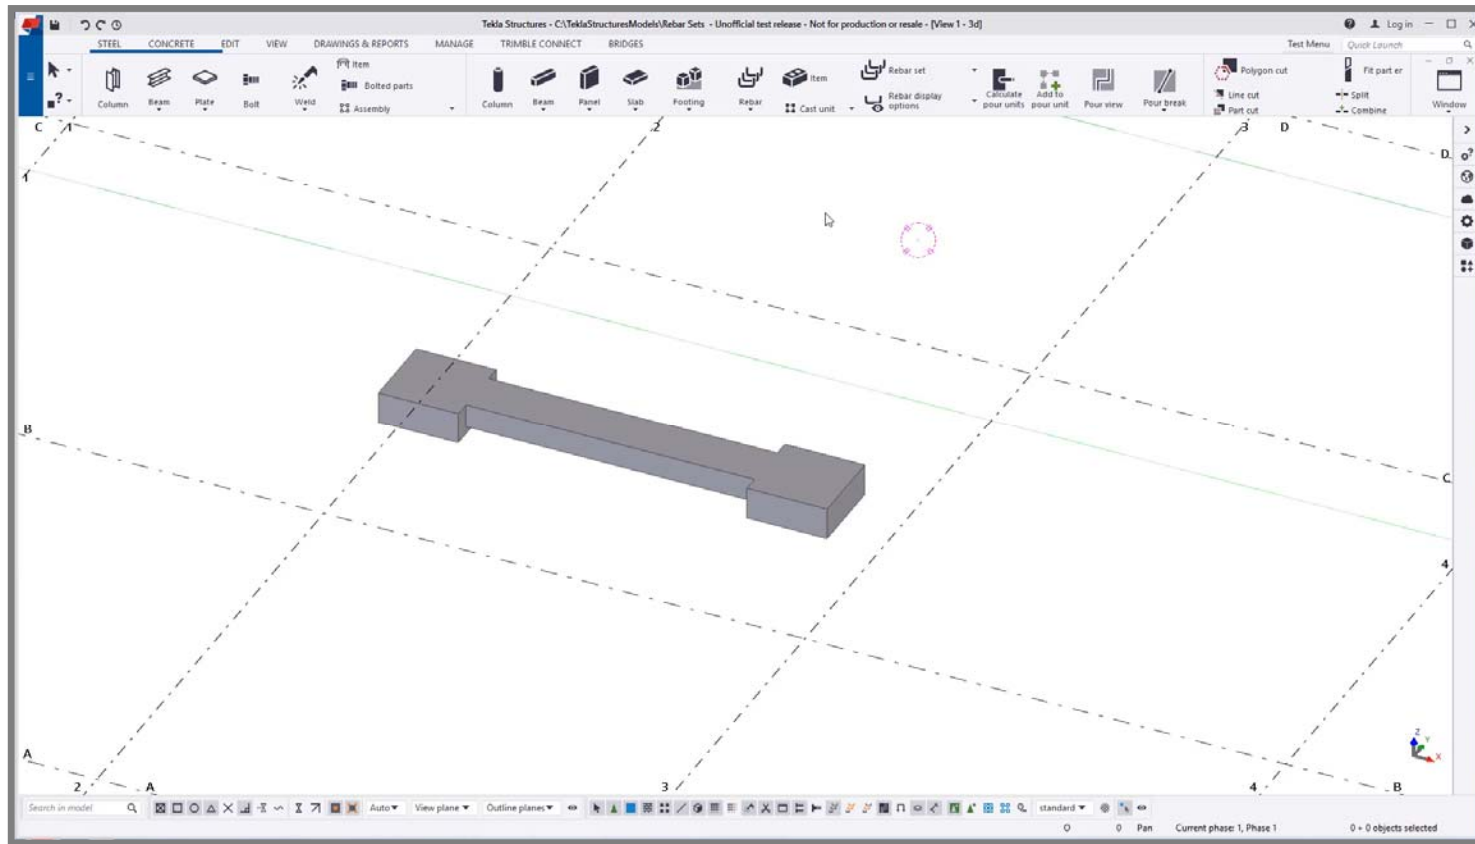 Tekla Structures - C:\TeklaStructuresModels\Rebar Sets - Unofficial test release - Not for production or resale - [View 1 - 3d]
Log in
STEEL CONCRETE EDIT VIEW DRAWINGS & REPORTS MANAGE TRIMBLE CONNECT BRIDGES Test Menu Quick Launch
Item
Bolted parts
Assembly
Column Beam Plate Bolt Weld
Column Beam Panel Slab Footing Rebar
Item
Cast unit
Rebar set
Rebar display
options
Calculate
pour units
Add to
pour unit
Pour view
Pour break
Polygon cut
Line cut
Part cut
Fit part er
Split
Combine
Window
C 1 2 3 D
D
1
B
C
4
A
2 A 3 4 B
Z
Y
X
Search in model Auto View plane Outline planes standard
O 0 Pan Current phase: 1, Phase 1 0 + 0 objects selected